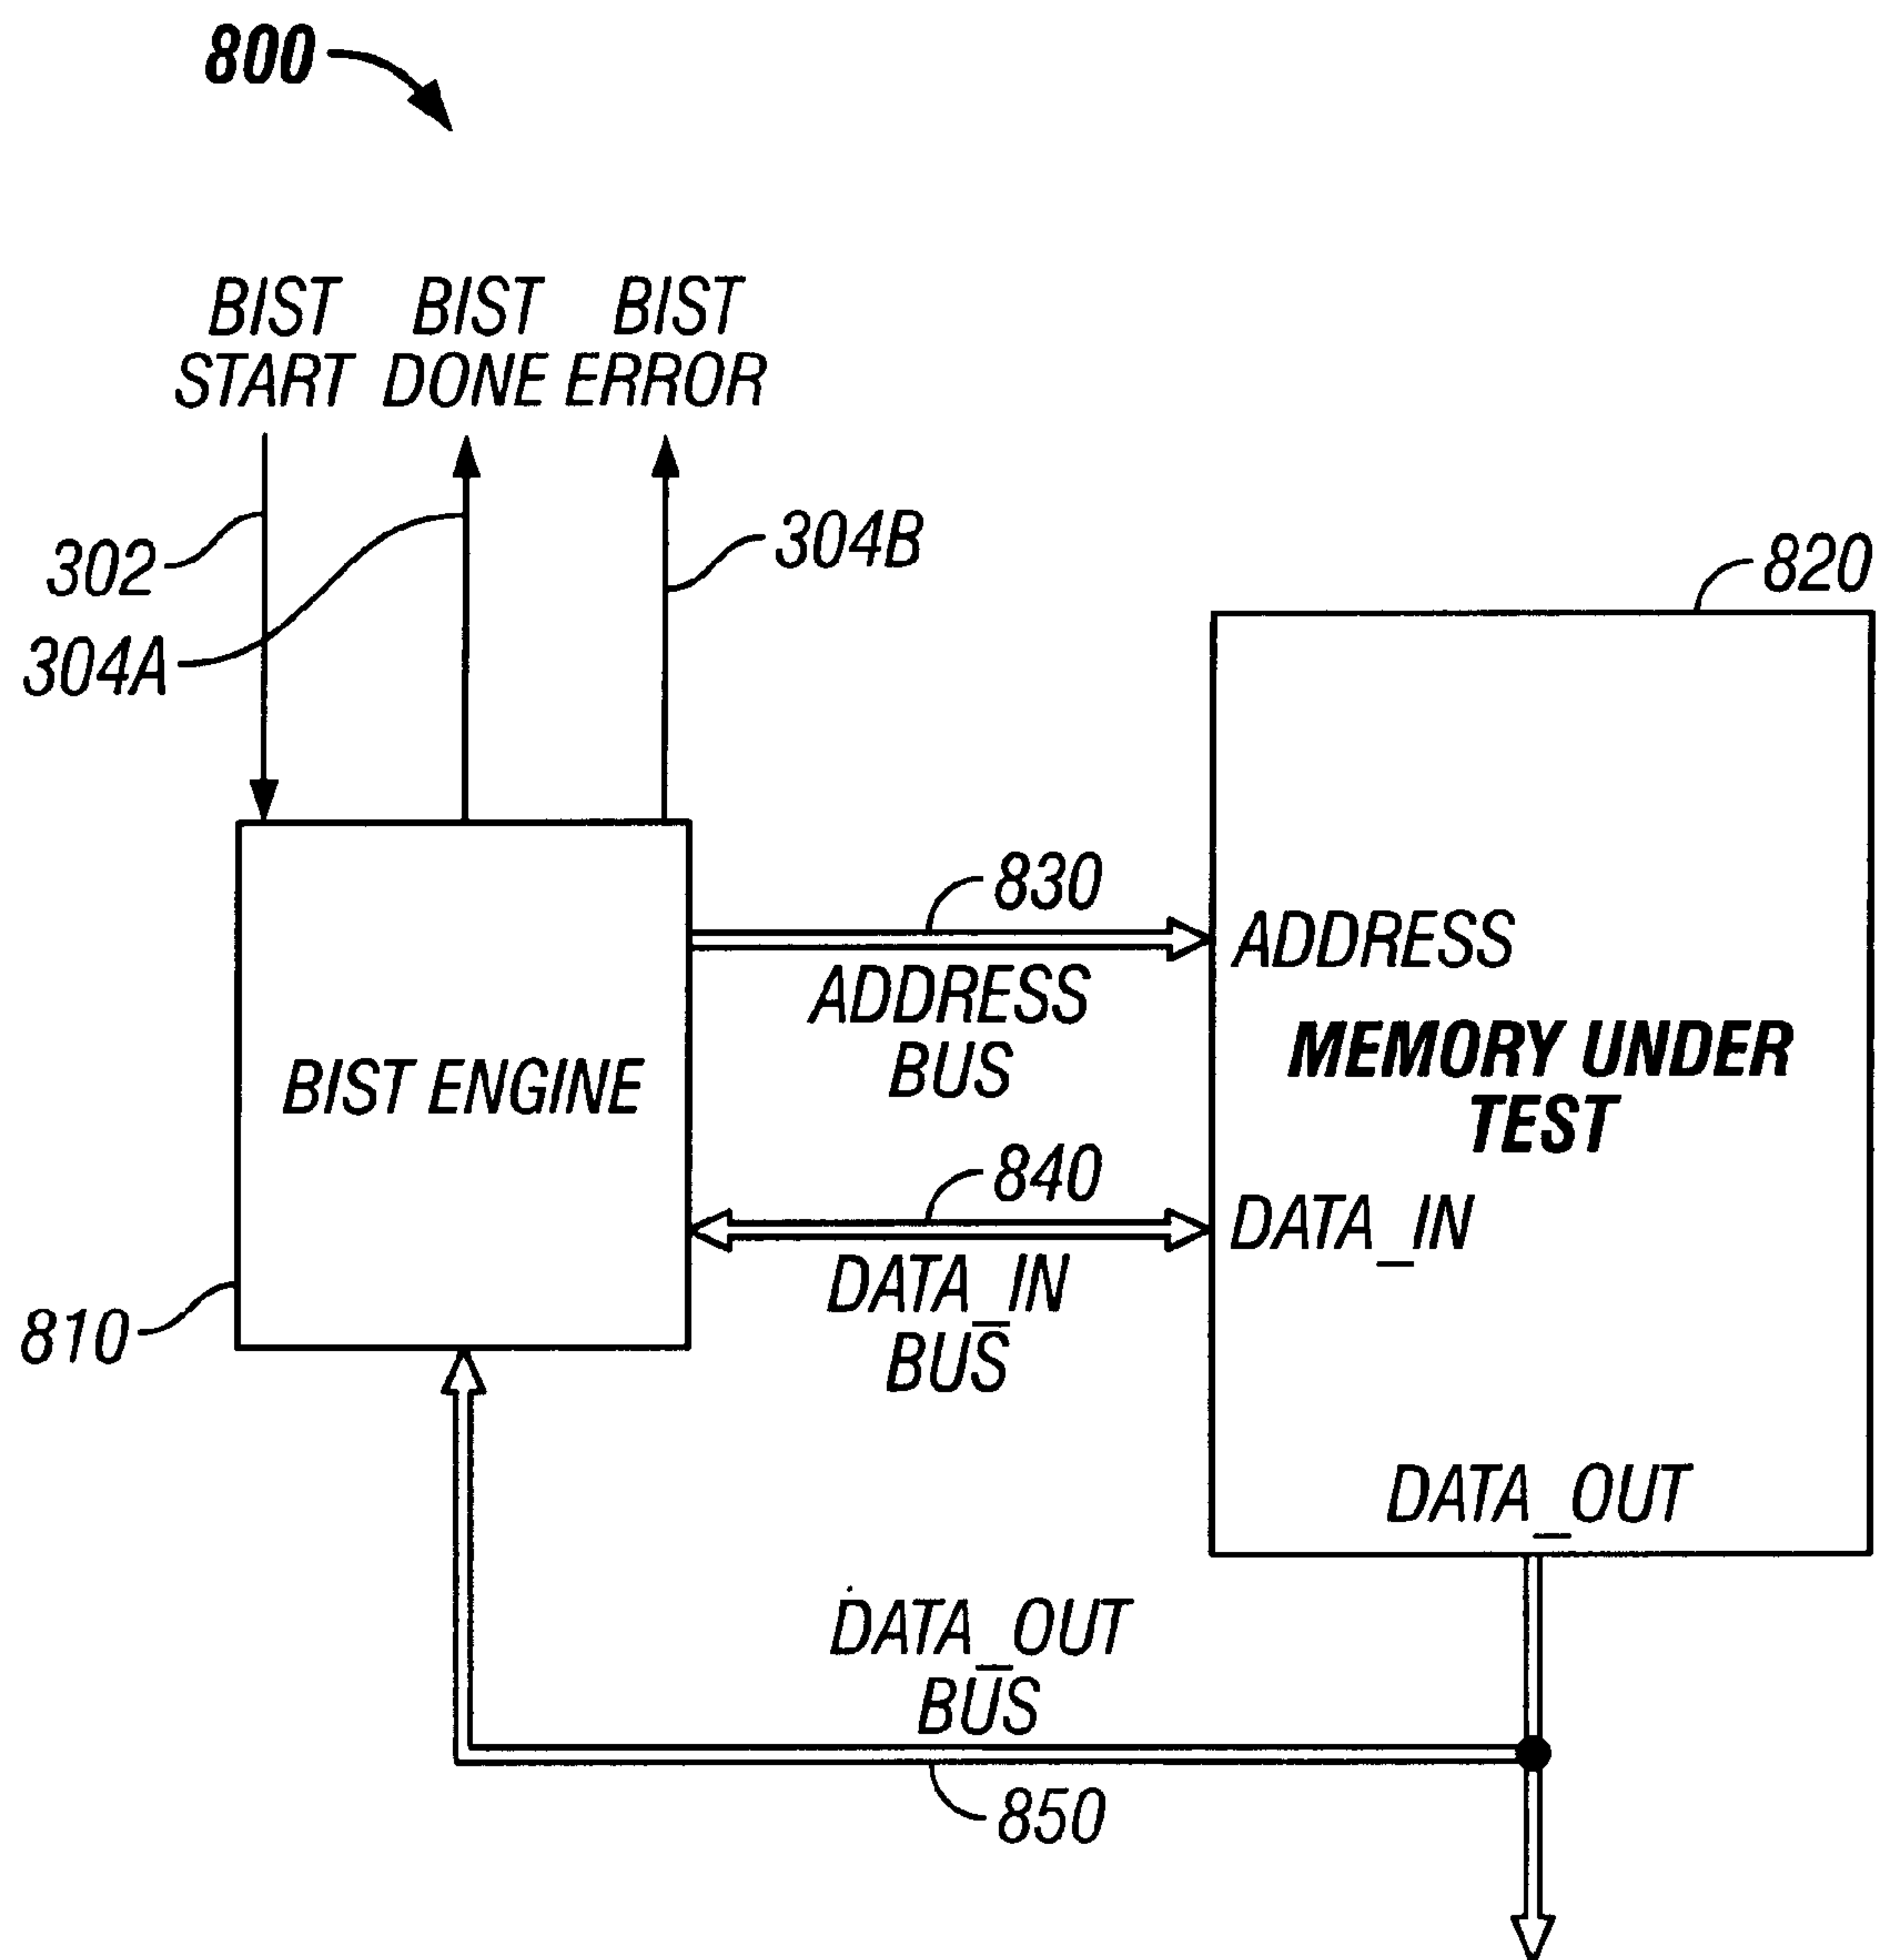 800
BIST BIST BIST
START DONE ERROR
302
304A
304B
820
830
ADDRESS
ADDRESS
BUS
MEMORY UNDER
TEST
BIST ENGINE
840
DATA_IN
DATA_IN
BUS
810
DATA_OUT
DATA_OUT
BUS
850